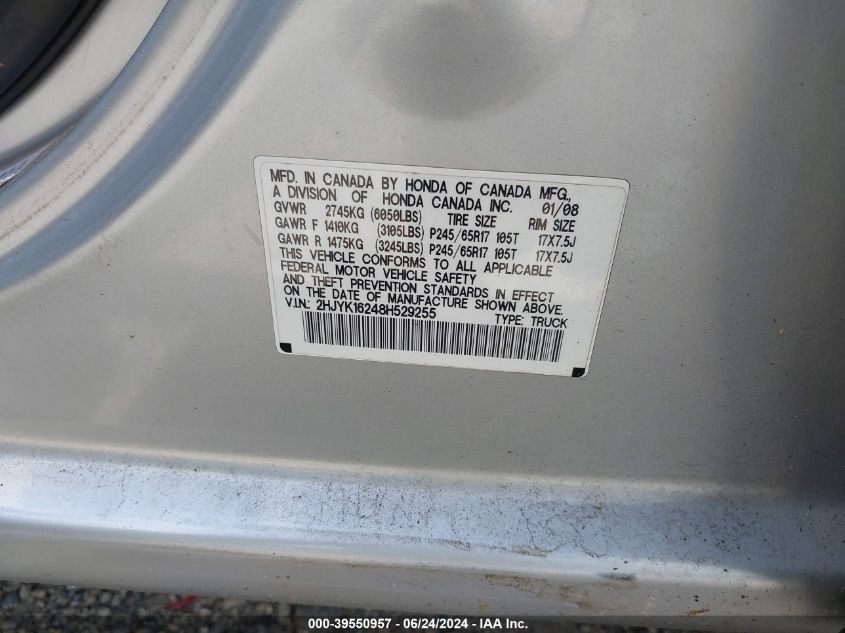 MFD. IN CANADA BY HONDA OF CANADA MFG.,
A DIVISION OF HONDA CANADA INC. 01/08
GVWR 2745KG (6050LBS) TIRE SIZE RIM SIZE
GAWR F 1410KG (3105LBS) P245/65R17 105T 17X7.5J
GAWR R 1475KG (3245LBS) P245/65R17 105T 17X7.5J
THIS VEHICLE CONFORMS TO ALL APPLICABLE
FEDERAL MOTOR VEHICLE SAFETY
AND THEFT PREVENTION STANDARDS IN EFFECT
ON THE DATE OF MANUFACTURE SHOWN ABOVE.
V.I.N.: 2HJYK16248H529255 TYPE: TRUCK
000-39550957 - 06/24/2024 - IAA Inc.